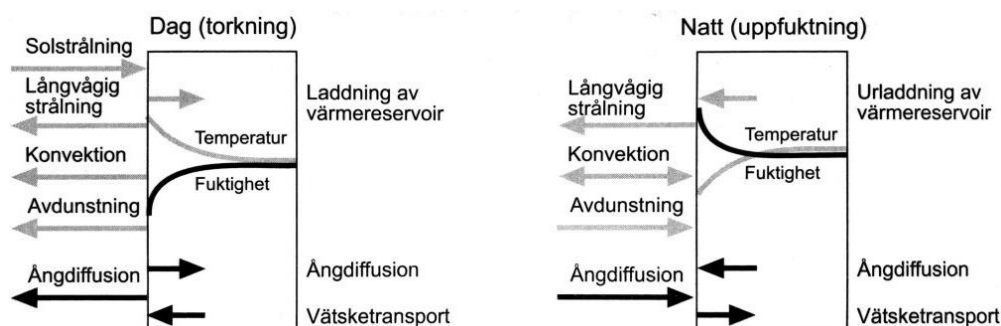 Dag (torkning)
Solstrålning
Långvågig
strålning
Konvektion
Avdunstning
Ångdiffusion
Temperatur
Fuktighet
Laddning av
värmereservoir
Ångdiffusion
Vätsketransport
Natt (uppfuktning)
Långvågig
strålning
Konvektion
Avdunstning
Ångdiffusion
Temperatur
Fuktighet
Urladdning av
värmereservoir
Ångdiffusion
Vätsketransport